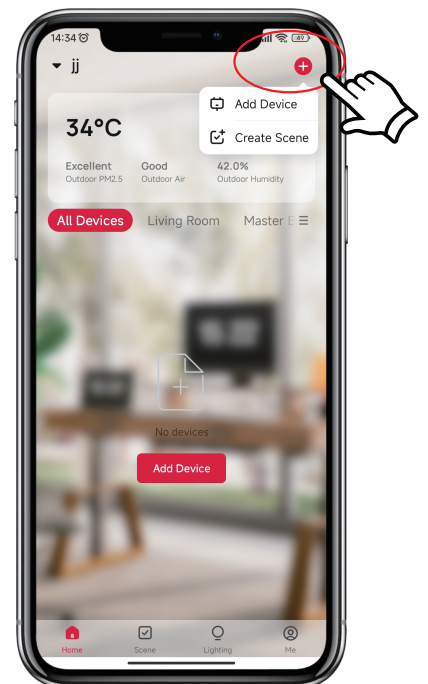 14:34
49
jj
Add Device
Create Scene
34°C
Excellent
Good
42.0%
Outdoor PM2.5
Outdoor Air
Outdoor Humidity
All Devices
Living Room
Master
No devices
Add Device
Home
Scene
Lighting
Me